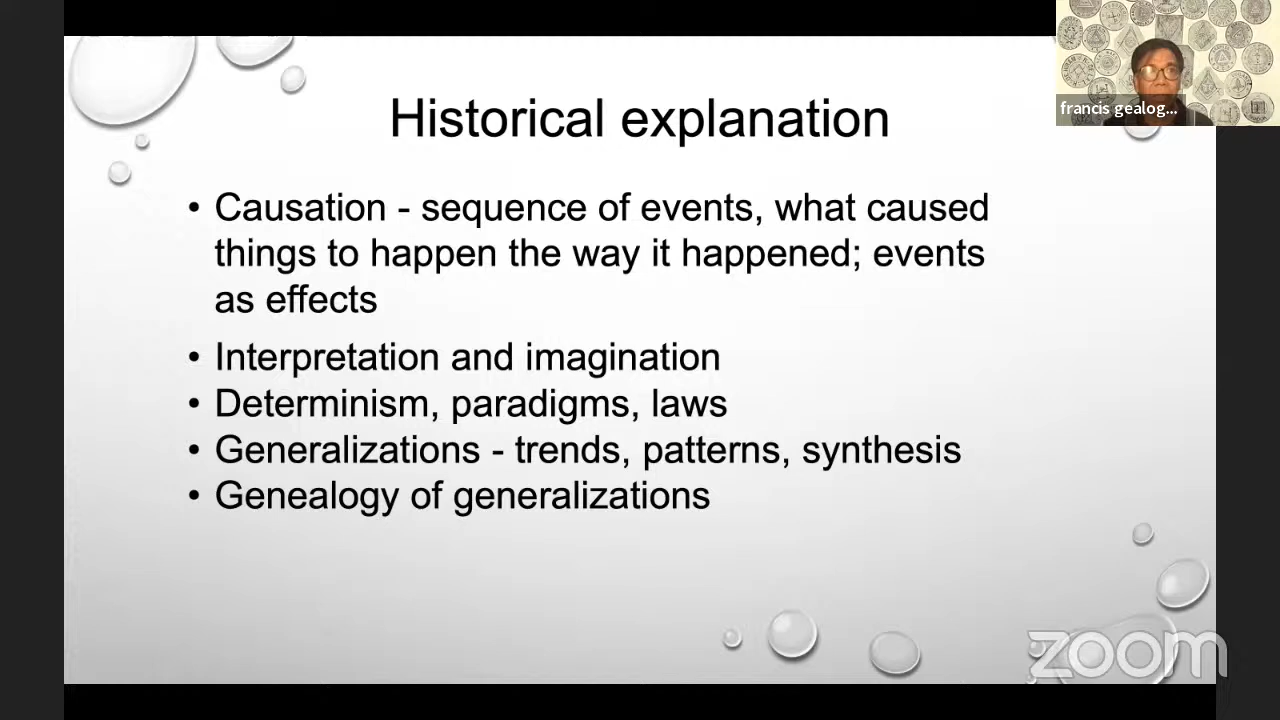 francis gealog...
Historical explanation
• Causation - sequence of events, what caused
things to happen the way it happened; events
as effects
• Interpretation and imagination
• Determinism, paradigms, laws
• Generalizations - trends, patterns, synthesis
• Genealogy of generalizations
zoom